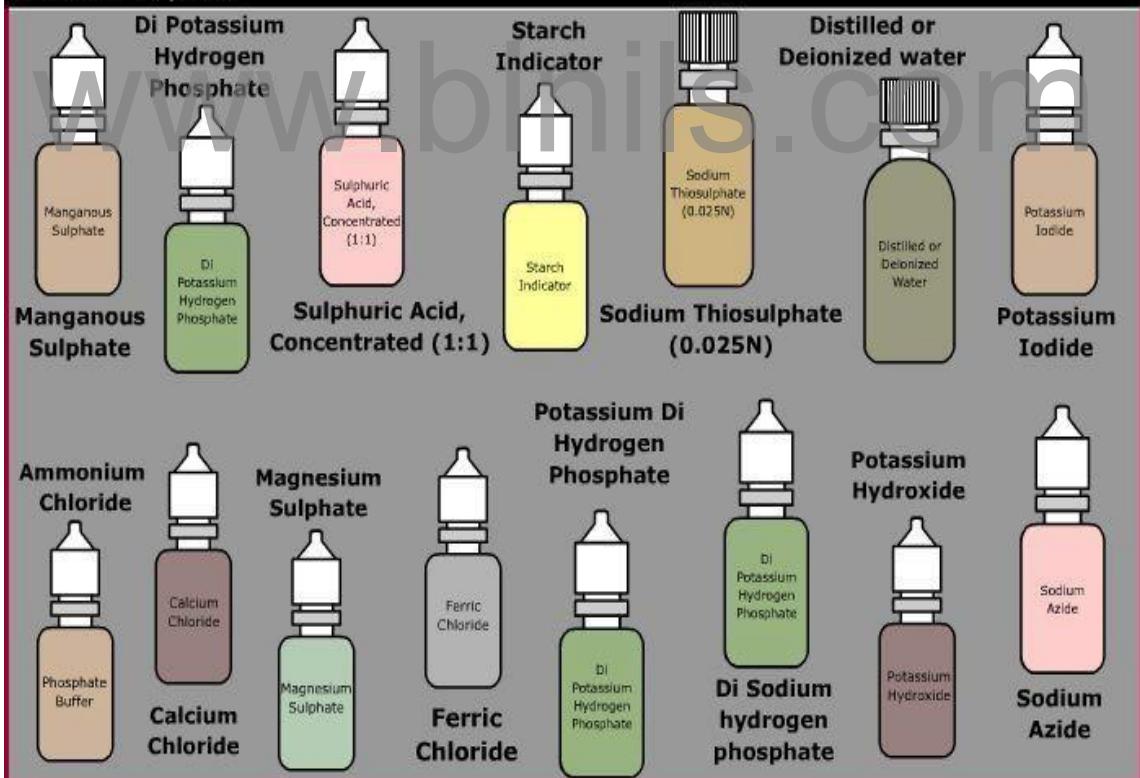 Di Potassium
Hydrogen
Phosphate
Starch
Indicator
Distilled or
Deionized water
www.blnils.com
Manganous
Sulphate
Di
Potassium
Hydrogen
Phosphate
Sulphuric
Acid,
Concentrated
(1:1)
Starch
Indicator
Sodium
Thiosulphate
(0.025N)
Distilled or
Deionized
Water
Potassium
Iodide
Manganous
Sulphate
Sulphuric Acid,
Concentrated (1:1)
Sodium Thiosulphate
(0.025N)
Potassium
Iodide
Ammonium
Chloride
Magnesium
Sulphate
Potassium Di
Hydrogen
Phosphate
Potassium
Hydroxide
Phosphate
Buffer
Calcium
Chloride
Magnesium
Sulphate
Ferric
Chloride
Di
Potassium
Hydrogen
Phosphate
Di
Potassium
Hydrogen
Phosphate
Potassium
Hydroxide
Sodium
Azide
Calcium
Chloride
Ferric
Chloride
Di Sodium
hydrogen
phosphate
Sodium
Azide